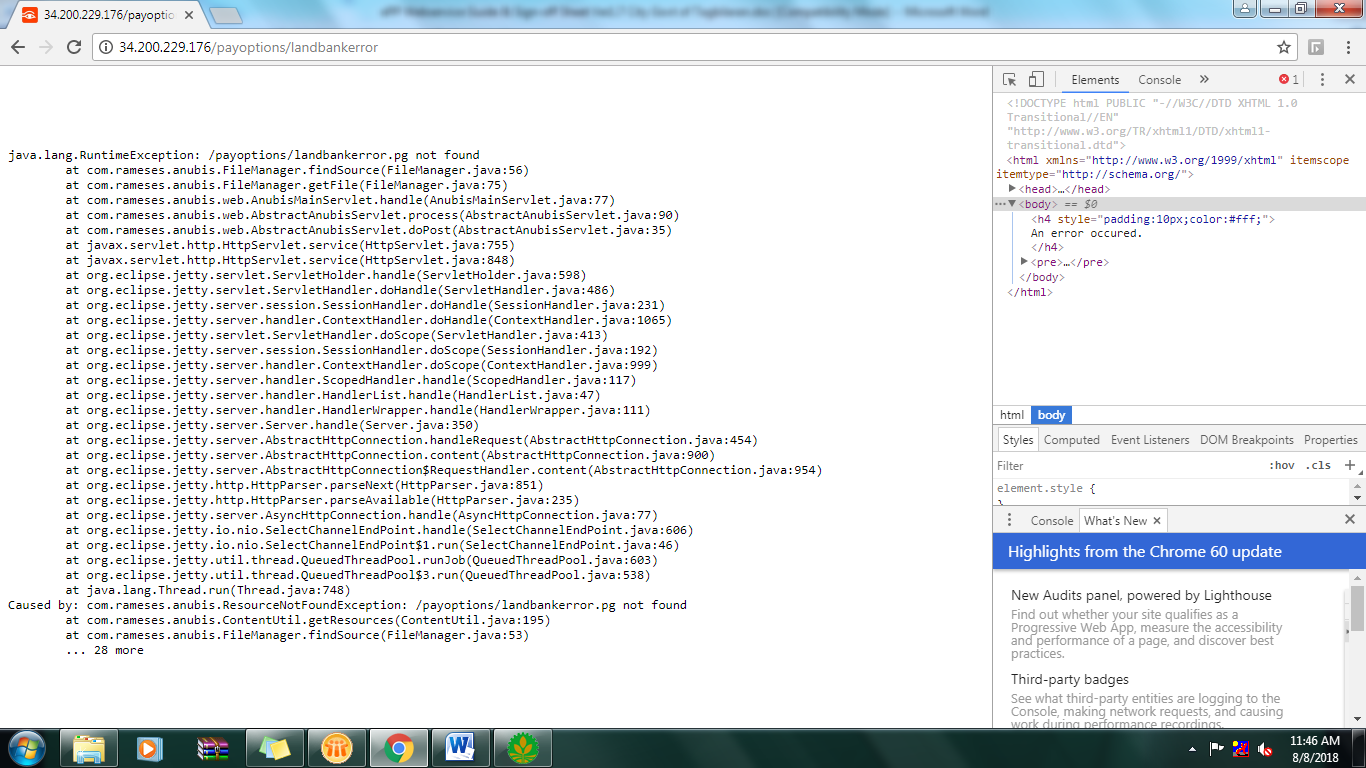 34.200.229.176/payoptio
34.200.229.176/payoptions/landbankerror
java.lang.RuntimeException: /payoptions/landbankerror.pg not found
at com.rameses.anubis.FileManager.findSource(FileManager.java:56)
at com.rameses.anubis.FileManager.getFile(FileManager.java:75)
at com.rameses.anubis.web.AnubisMainServlet.handle(AnubisMainServlet.java:77)
at com.rameses.anubis.web.AbstractAnubisServlet.process(AbstractAnubisServlet.java:90)
at com.rameses.anubis.web.AbstractAnubisServlet.doPost(AbstractAnubisServlet.java:35)
at javax.servlet.http.HttpServlet.service(HttpServlet.java:755)
at javax.servlet.http.HttpServlet.service(HttpServlet.java:848)
at org.eclipse.jetty.servlet.ServletHolder.handle(ServletHolder.java:598)
at org.eclipse.jetty.servlet.ServletHandler.doHandle(ServletHandler.java:486)
at org.eclipse.jetty.server.session.SessionHandler.doHandle(SessionHandler.java:231)
at org.eclipse.jetty.server.handler.ContextHandler.doHandle(ContextHandler.java:1065)
at org.eclipse.jetty.servlet.ServletHandler.doScope(ServletHandler.java:413)
at org.eclipse.jetty.server.session.SessionHandler.doScope(SessionHandler.java:192)
at org.eclipse.jetty.server.handler.ContextHandler.doScope(ContextHandler.java:999)
at org.eclipse.jetty.server.handler.ScopedHandler.handle(ScopedHandler.java:117)
at org.eclipse.jetty.server.handler.HandlerList.handle(HandlerList.java:47)
at org.eclipse.jetty.server.handler.HandlerWrapper.handle(HandlerWrapper.java:111)
at org.eclipse.jetty.server.Server.handle(Server.java:350)
at org.eclipse.jetty.server.AbstractHttpConnection.handleRequest(AbstractHttpConnection.java:454)
at org.eclipse.jetty.server.AbstractHttpConnection.content(AbstractHttpConnection.java:900)
at org.eclipse.jetty.server.AbstractHttpConnection$RequestHandler.content(AbstractHttpConnection.java:954)
at org.eclipse.jetty.http.HttpParser.parseNext(HttpParser.java:851)
at org.eclipse.jetty.http.HttpParser.parseAvailable(HttpParser.java:235)
at org.eclipse.jetty.server.AsyncHttpConnection.handle(AsyncHttpConnection.java:77)
at org.eclipse.jetty.io.nio.SelectChannelEndPoint.handle(SelectChannelEndPoint.java:606)
at org.eclipse.jetty.io.nio.SelectChannelEndPoint$1.run(SelectChannelEndPoint.java:46)
at org.eclipse.jetty.util.thread.QueuedThreadPool.runJob(QueuedThreadPool.java:603)
at org.eclipse.jetty.util.thread.QueuedThreadPool$3.run(QueuedThreadPool.java:538)
at java.lang.Thread.run(Thread.java:748)
Caused by: com.rameses.anubis.ResourceNotFoundException: /payoptions/landbankerror.pg not found
at com.rameses.anubis.ContentUtil.getResources(ContentUtil.java:195)
at com.rameses.anubis.FileManager.findSource(FileManager.java:53)
... 28 more
Elements Console » 1
<!DOCTYPE html PUBLIC "-//W3C//DTD XHTML 1.0
Transitional//EN"
"http://www.w3.org/TR/xhtml1/DTD/xhtml1-
transitional.dtd">
<html xmlns="http://www.w3.org/1999/xhtml" itemscope
itemtype="http://schema.org/">
<head>…</head>
<body> == $0
<h4 style="padding:10px;color:#fff;">
An error occured.
</h4>
<pre>…</pre>
</body>
</html>
html body
Styles Computed Event Listeners DOM Breakpoints Properties
Filter :hov .cls +
element.style {
Console What's New
Highlights from the Chrome 60 update
New Audits panel, powered by Lighthouse
Find out whether your site qualifies as a
Progressive Web App, measure the accessibility
and performance of a page, and discover best
practices.
Third-party badges
See what third-party entities are logging to the
Console, making network requests, and causing
work during performance recordings.
11:46 AM
8/8/2018